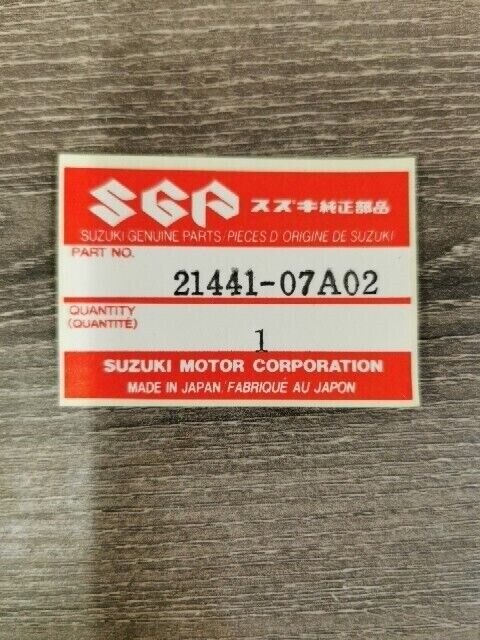 SGP スズキ純正部品
SUZUKI GENUINE PARTS/PIECES D ORIGINE DE SUZUKI
PART NO.
21441-07A02
QUANTITY
(QUANTITÉ)
1
SUZUKI MOTOR CORPORATION
MADE IN JAPAN/FABRIQUÉ AU JAPON